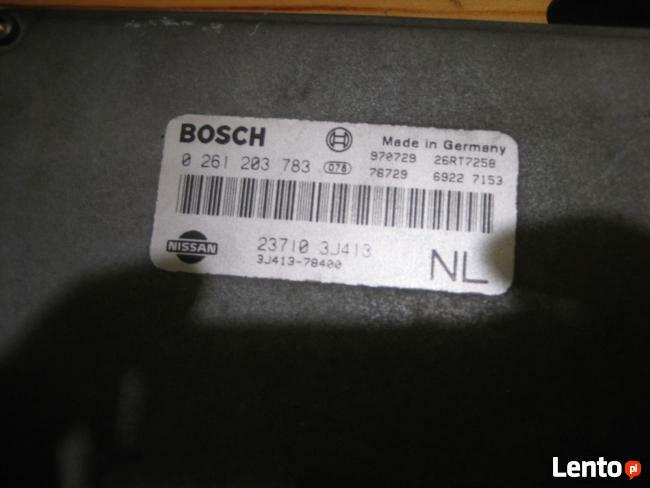 BOSCH
Made in Germany
0 261 203 783 078
970729 26RT7258
76729 6922 7153
NISSAN
23710 3J413
3J413-78400
NL
Lento.pl